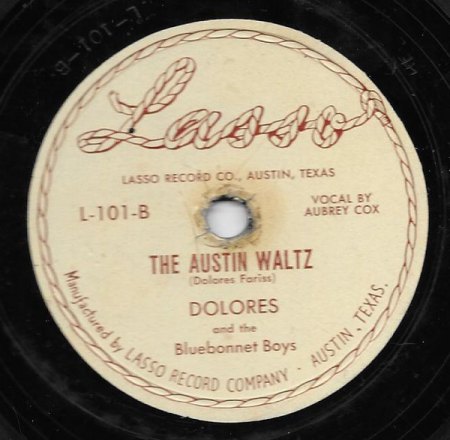 Lasso
LASSO RECORD CO., AUSTIN, TEXAS
L-101-B
VOCAL BY
AUBREY COX
THE AUSTIN WALTZ
(Dolores Fariss)
DOLORES
and the
Bluebonnet Boys
Manufactured by LASSO RECORD COMPANY - AUSTIN, TEXAS.